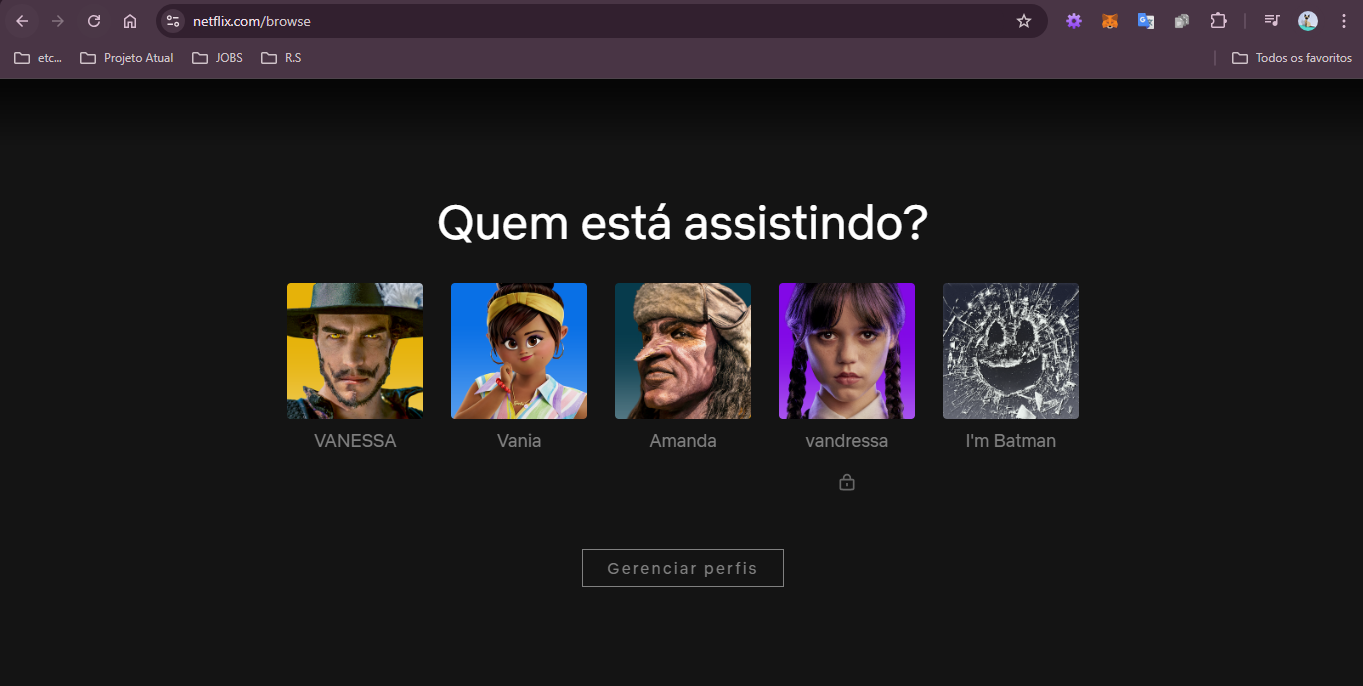 netflix.com/browse
etc... Projeto Atual JOBS R.S Todos os favoritos
Quem está assistindo?
VANESSA Vania Amanda vandressa I'm Batman
Gerenciar perfis